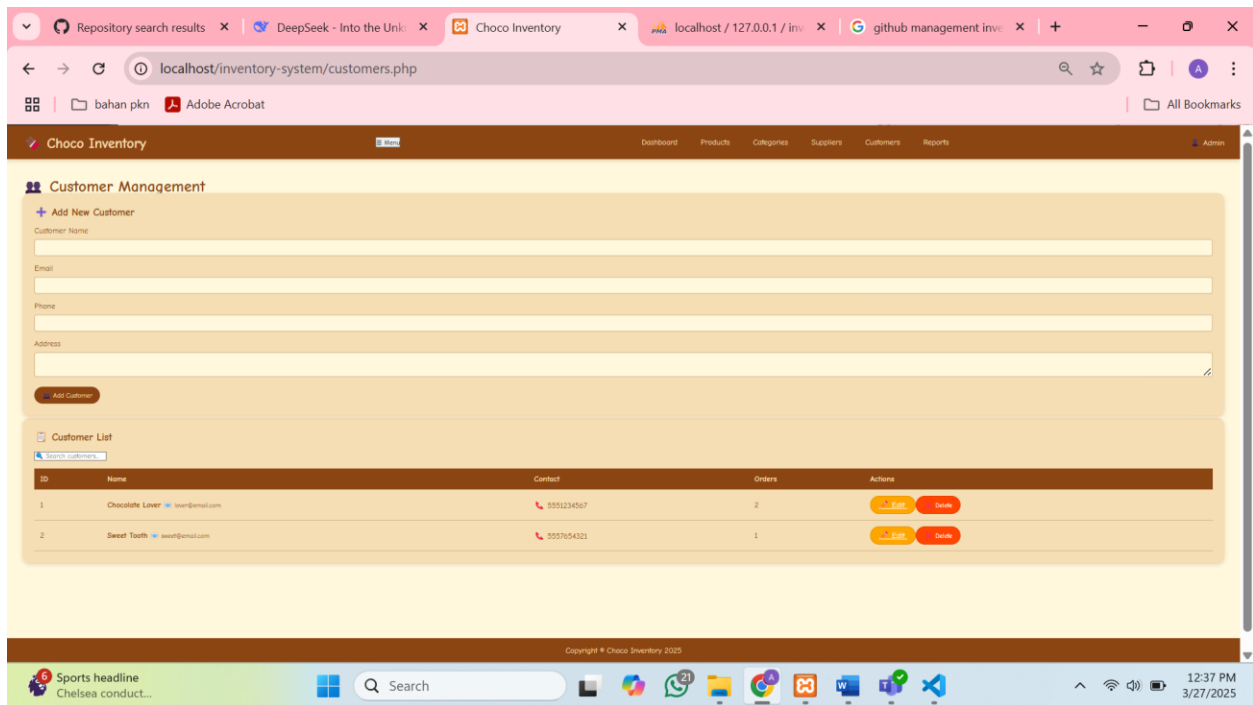 Repository search results
DeepSeek - Into the Unk
Choco Inventory
PMA localhost / 127.0.0.1 / inv
G github management inve
localhost/inventory-system/customers.php
A
bahan pkn
Adobe Acrobat
All Bookmarks
Choco Inventory
Menu
Dashboard Products Categories Suppliers Customers Reports
Admin
Customer Management
Add New Customer
Customer Name
Email
Phone
Address
Add Customer
Customer List
Search customers...
ID Name Contact Orders Actions
1 Chocolate Lover lover@email.com 5551234567 2 Edit Delete
2 Sweet Tooth sweet@email.com 5557654321 1 Edit Delete
Copyright © Choco Inventory 2025
6
Sports headline
Chelsea conduct...
Search
21
12:37 PM
3/27/2025